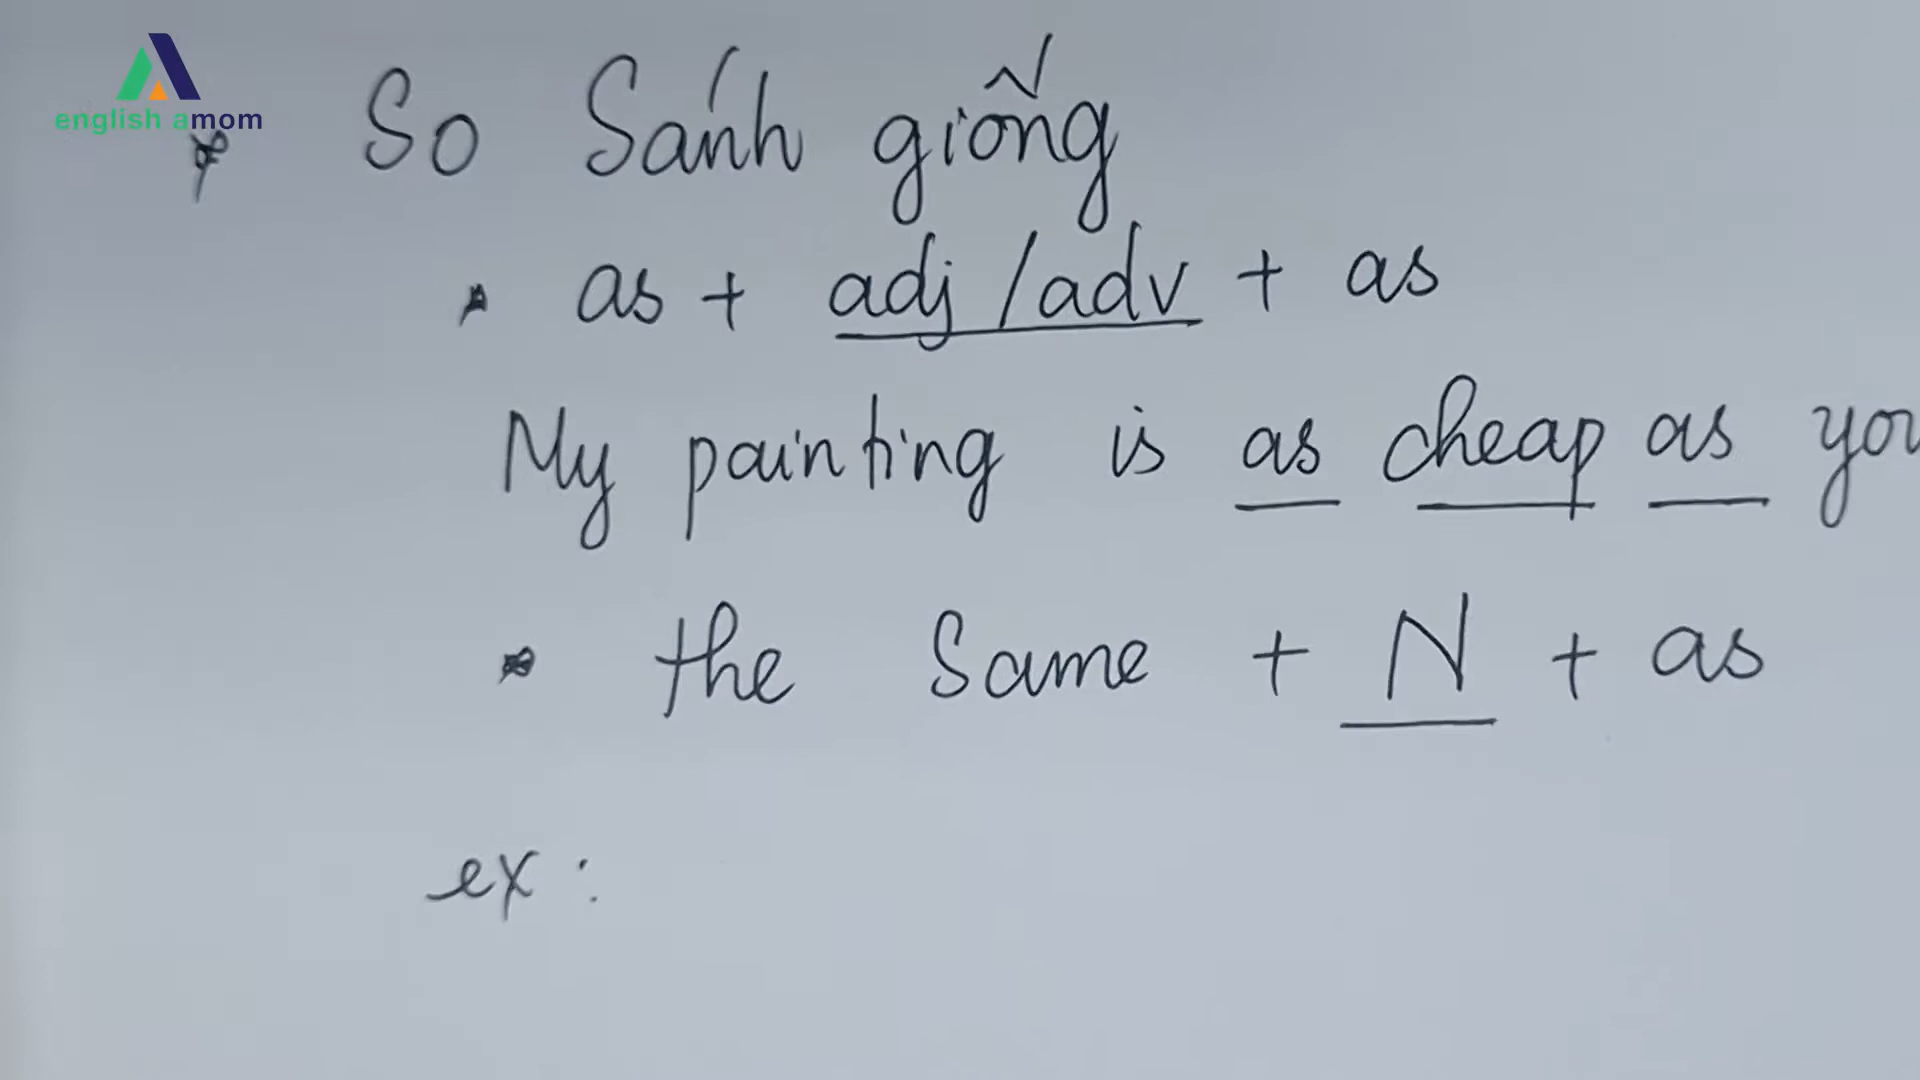 english amom
* So Sánh giống
* as + adj /adv + as
My painting is as cheap as you
* the Same + N + as
ex :